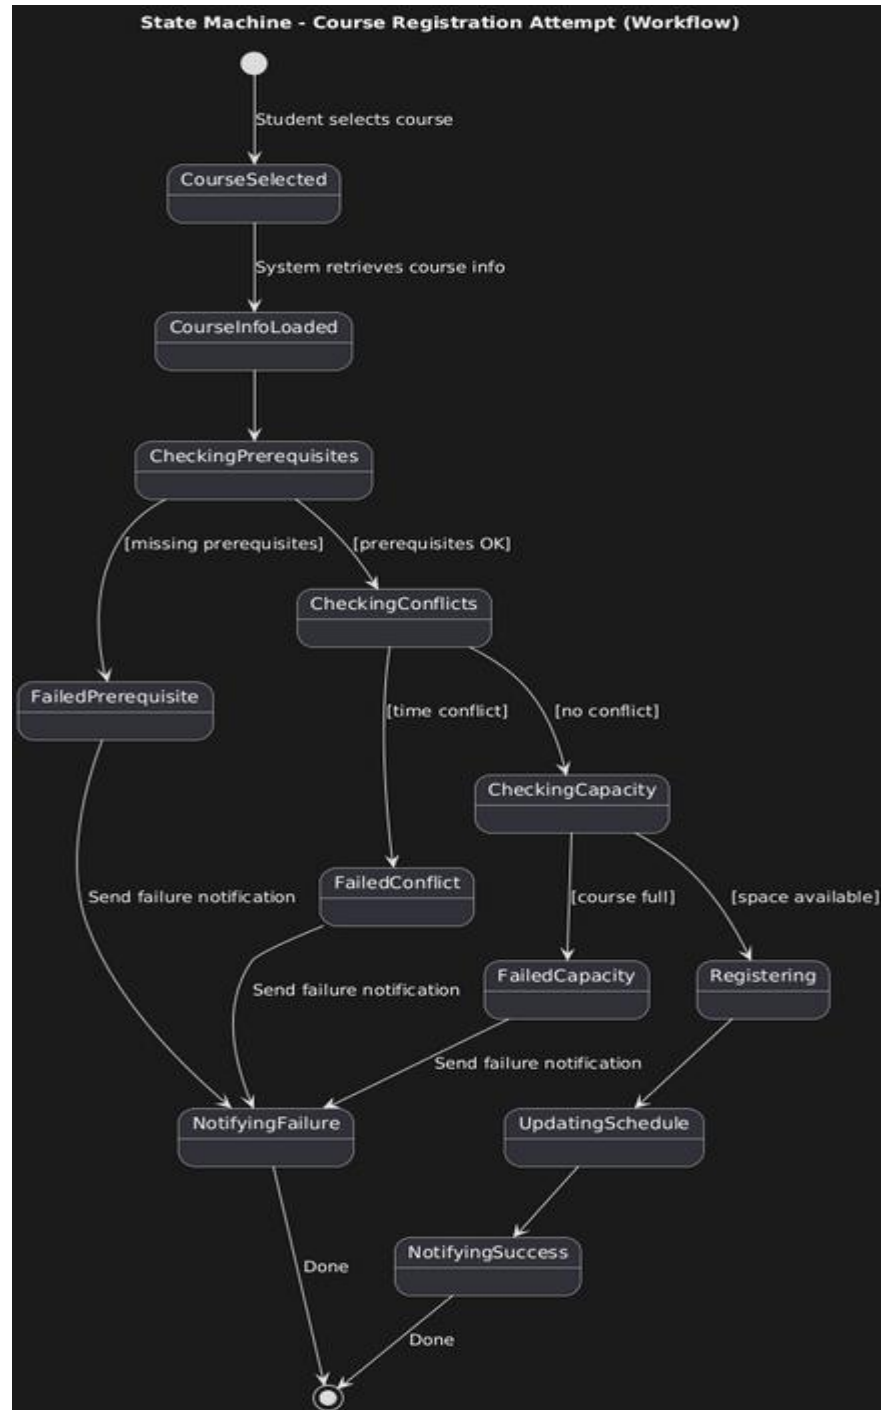 State Machine - Course Registration Attempt (Workflow)
Student selects course
CourseSelected
System retrieves course info
CourseInfoLoaded
CheckingPrerequisites
[missing prerequisites]
[prerequisites OK]
CheckingConflicts
FailedPrerequisite
[time conflict]
[no conflict]
CheckingCapacity
Send failure notification
FailedConflict
[course full]
[space available]
Send failure notification
FailedCapacity
Registering
Send failure notification
NotifyingFailure
UpdatingSchedule
NotifyingSuccess
Done
Done